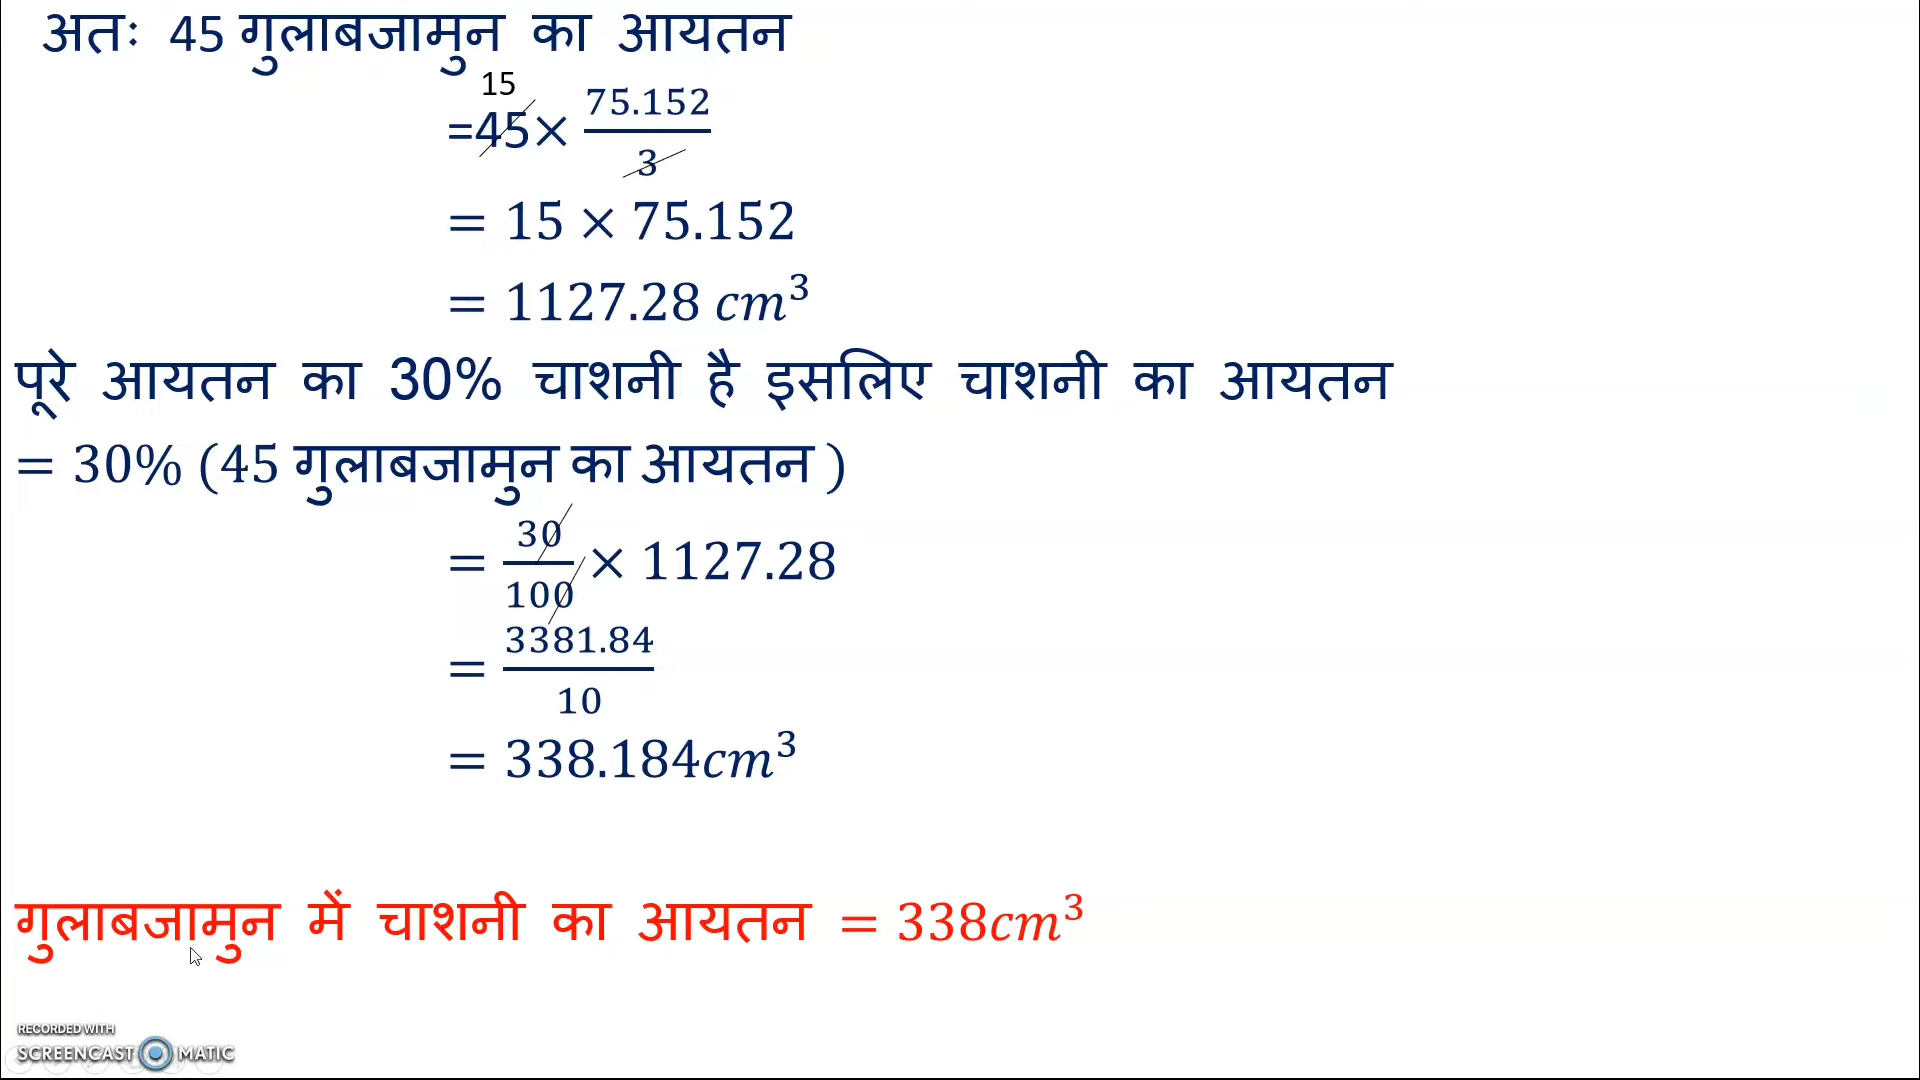 अतः 45 गुलाबजामुन का आयतन
15
=45× 75.152/3
= 15 × 75.152
= 1127.28 cm³
पूरे आयतन का 30% चाशनी है इसलिए चाशनी का आयतन
= 30% (45 गुलाबजामुन का आयतन )
= 30/100 × 1127.28
= 3381.84/10
= 338.184cm³
गुलाबजामुन में चाशनी का आयतन = 338cm³
RECORDED WITH
SCREENCAST MATIC